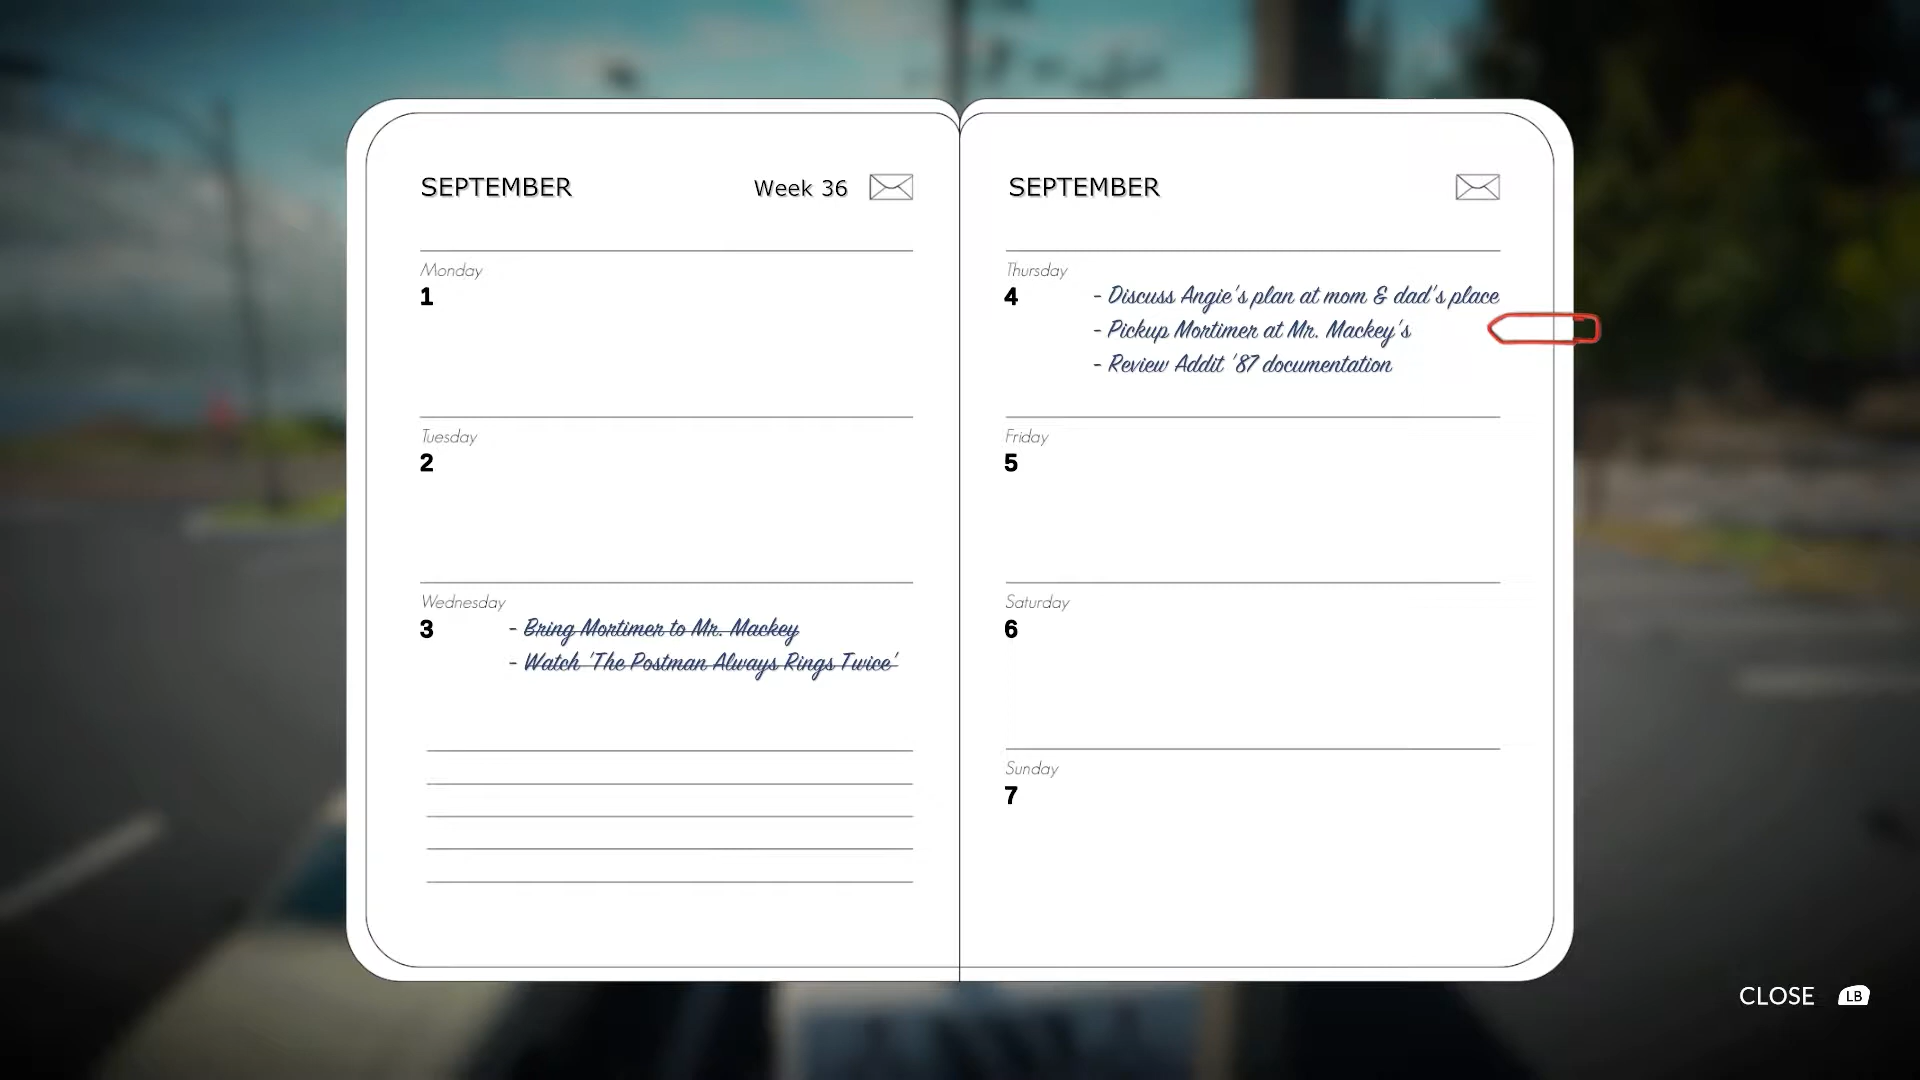 SEPTEMBER Week 36
Monday
1
Tuesday
2
Wednesday
3
- Bring Mortimer to Mr. Mackey
- Watch 'The Postman Always Rings Twice'
SEPTEMBER
Thursday
4
- Discuss Angie's plan at mom & dad's place
- Pickup Mortimer at Mr. Mackey's
- Review Addit '87 documentation
Friday
5
Saturday
6
Sunday
7
CLOSE LB